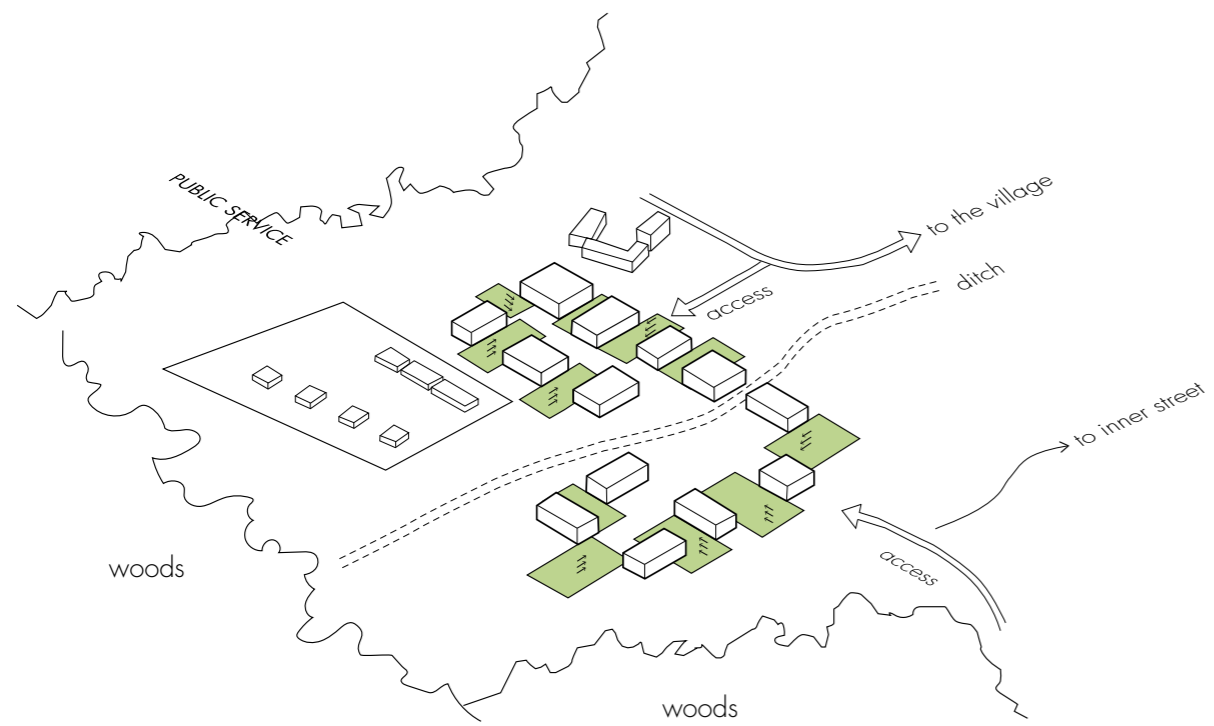 PUBLIC SERVICE
to the village
ditch
access
to inner street
access
woods
woods